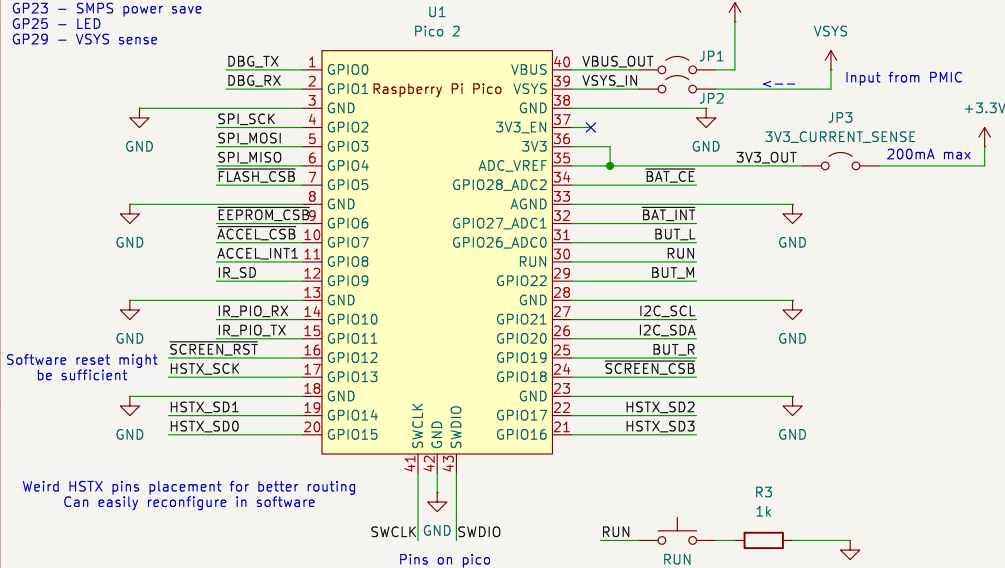 GP23 - SMPS power save
GP25 - LED
GP29 - VSYS sense
U1
Pico 2
Raspberry Pi Pico
DBG_TX 1 GPIO0
DBG_RX 2 GPIO1
3 GND
GND
SPI_SCK 4 GPIO2
SPI_MOSI 5 GPIO3
SPI_MISO 6 GPIO4
FLASH_CSB 7 GPIO5
8 GND
GND
EEPROM_CSB 9 GPIO6
ACCEL_CSB 10 GPIO7
ACCEL_INT1 11 GPIO8
IR_SD 12 GPIO9
13 GND
GND
IR_PIO_RX 14 GPIO10
IR_PIO_TX 15 GPIO11
SCREEN_RST 16 GPIO12
HSTX_SCK 17 GPIO13
Software reset might
be sufficient
18 GND
GND
HSTX_SD1 19 GPIO14
HSTX_SD0 20 GPIO15
VBUS 40 VBUS_OUT JP1
VSYS 39 VSYS_IN JP2
VSYS
<-- Input from PMIC
GND 38
GND
3V3_EN 37
3V3 36
ADC_VREF 35 3V3_OUT
JP3
3V3_CURRENT_SENSE
200mA max
+3.3V
GPIO28_ADC2 34 BAT_CE
AGND 33
GND
GPIO27_ADC1 32 BAT_INT
GPIO26_ADC0 31 BUT_L
RUN 30 RUN
GPIO22 29 BUT_M
GND 28
GND
GPIO21 27 I2C_SCL
GPIO20 26 I2C_SDA
GPIO19 25 BUT_R
GPIO18 24 SCREEN_CSB
GND 23
GND
GPIO17 22 HSTX_SD2
GPIO16 21 HSTX_SD3
SWCLK GND SWDIO
41 42 43
Weird HSTX pins placement for better routing
Can easily reconfigure in software
SWCLK GND SWDIO
Pins on pico
R3
1k
RUN
RUN